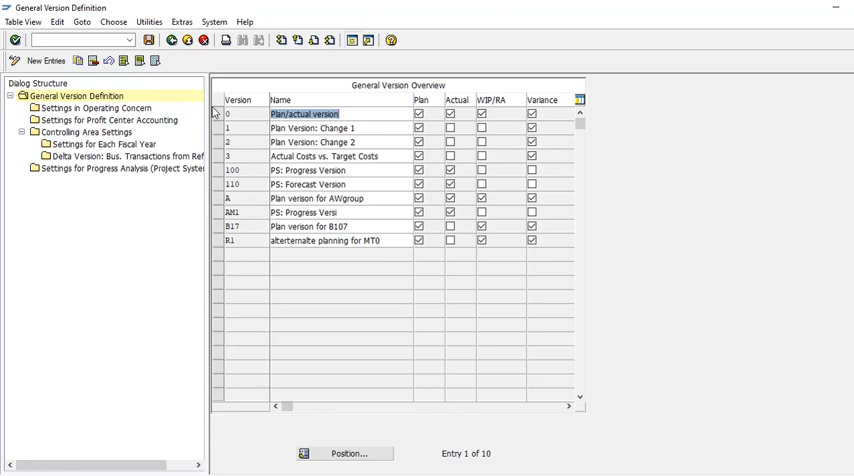 General Version Definition
Table View Edit Goto Choose Utilities Extras System Help
New Entries
Dialog Structure
General Version Definition
Settings in Operating Concern
Settings for Profit Center Accounting
Controlling Area Settings
Settings for Each Fiscal Year
Delta Version: Bus. Transactions from Ref
Settings for Progress Analysis (Project System
General Version Overview
Version Name Plan Actual WIP/RA Variance
0 Plan/actual version
1 Plan Version: Change 1
2 Plan Version: Change 2
3 Actual Costs vs. Target Costs
100 PS: Progress Version
110 PS: Forecast Version
A Plan verison for AWgroup
AM1 PS: Progress Versi
B17 Plan verison for B107
R1 alterternalte planning for MT0
Position... Entry 1 of 10